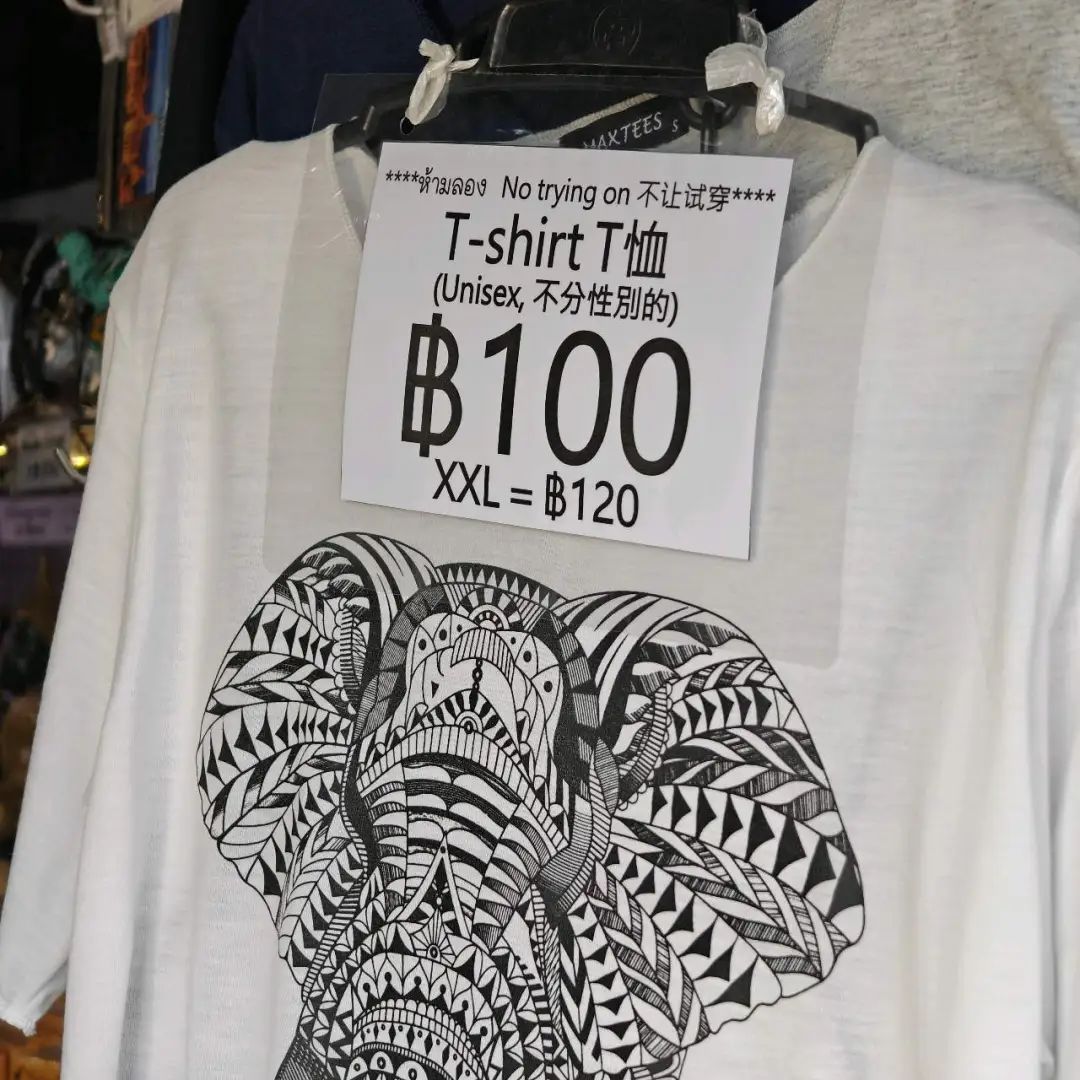 MAXTEES S
****ห้ามลอง No trying on 不让试穿****
T-shirt T恤
(Unisex, 不分性別的)
฿100
XXL = ฿120